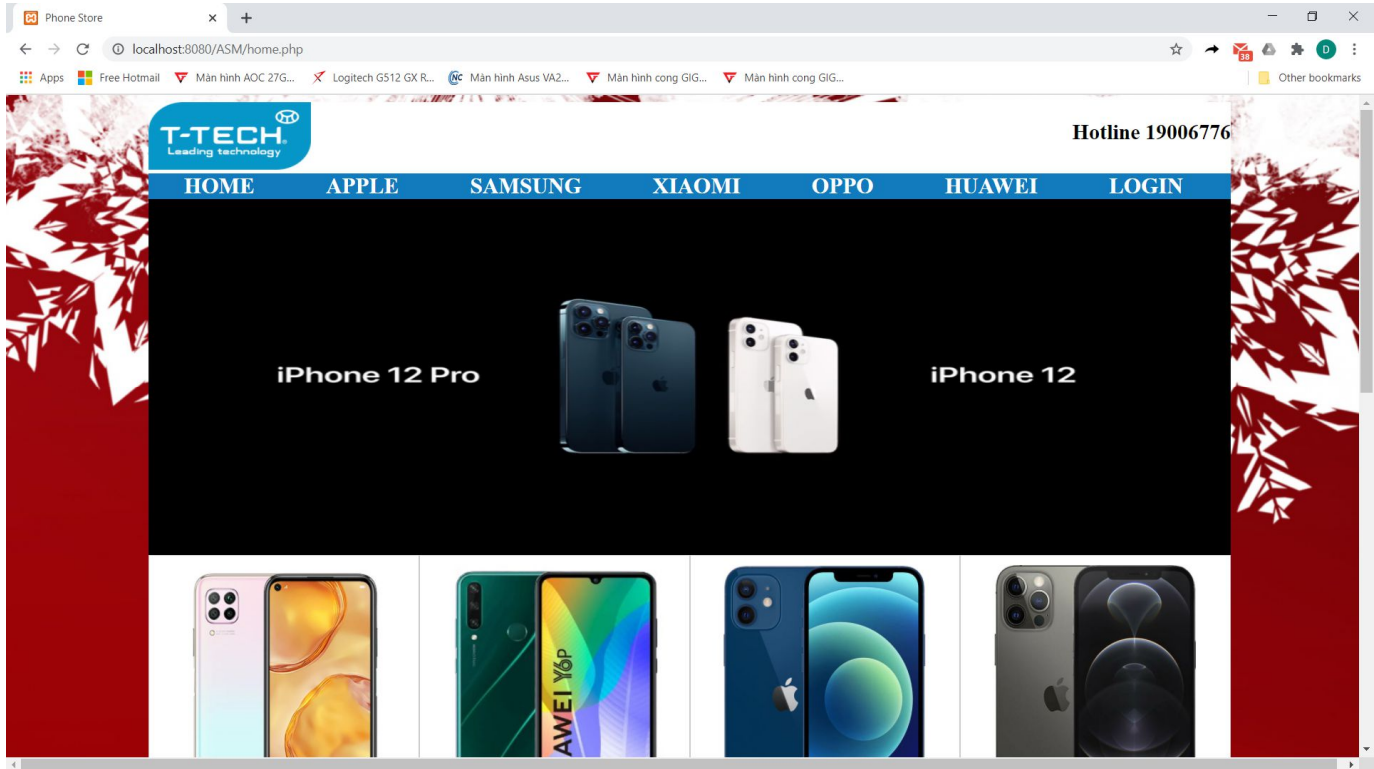 Phone Store
localhost:8080/ASM/home.php
38
D
Apps Free Hotmail Màn hình AOC 27G... Logitech G512 GX R... NC Màn hình Asus VA2... Màn hình cong GIG... Màn hình cong GIG... Other bookmarks
T-TECH
Leading technology
Hotline 19006776
HOME APPLE SAMSUNG XIAOMI OPPO HUAWEI LOGIN
iPhone 12 Pro iPhone 12
AWEI Y6P